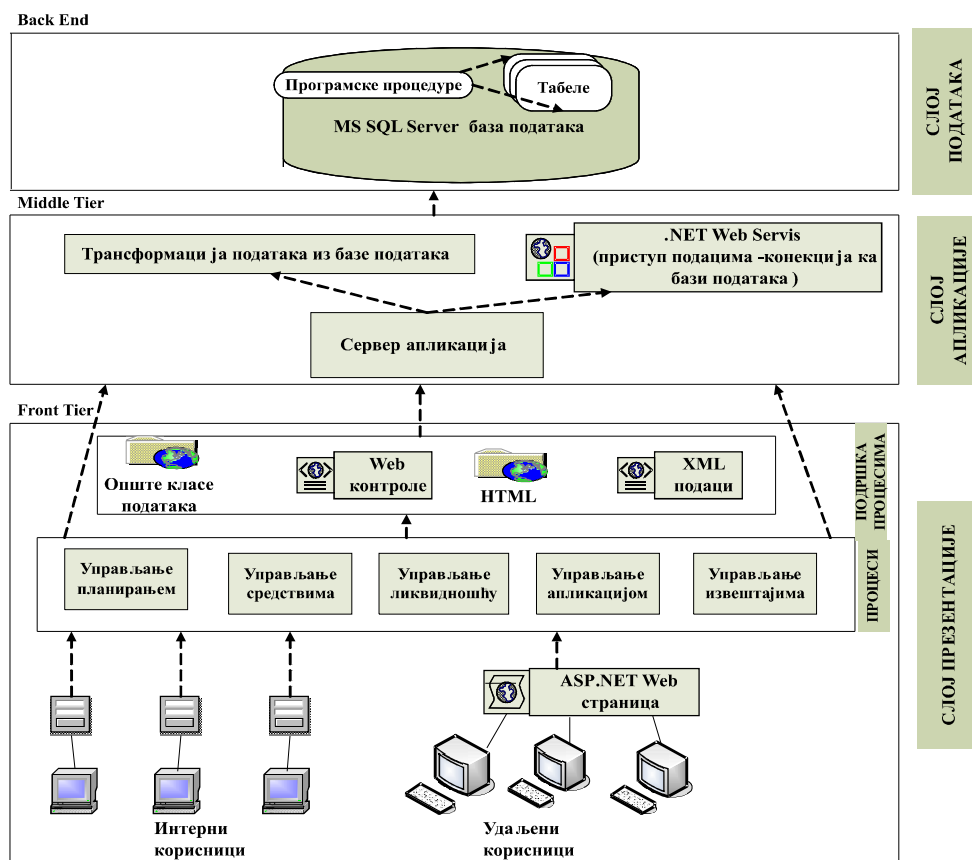 Back End
Програмске процедуре
Табеле
MS SQL Server база података
СЛОЈ
ПОДАТАКА
Middle Tier
Трансформација података из базе података
.NET Web Servis
(приступ подацима -конекција ка
бази података )
Сервер апликација
СЛОЈ
АПЛИКАЦИЈЕ
Front Tier
Опште класе
података
Web
контроле
HTML
XML
подаци
ПОДРШКА
ПРОЦЕСИМА
Управљање
планирањем
Управљање
средствима
Управљање
ликвидношћу
Управљање
апликацијом
Управљање
извештајима
ПРОЦЕСИ
СЛОЈ ПРЕЗЕНТАЦИЈЕ
ASP.NET Web
страница
Интерни
корисници
Удаљени
корисници